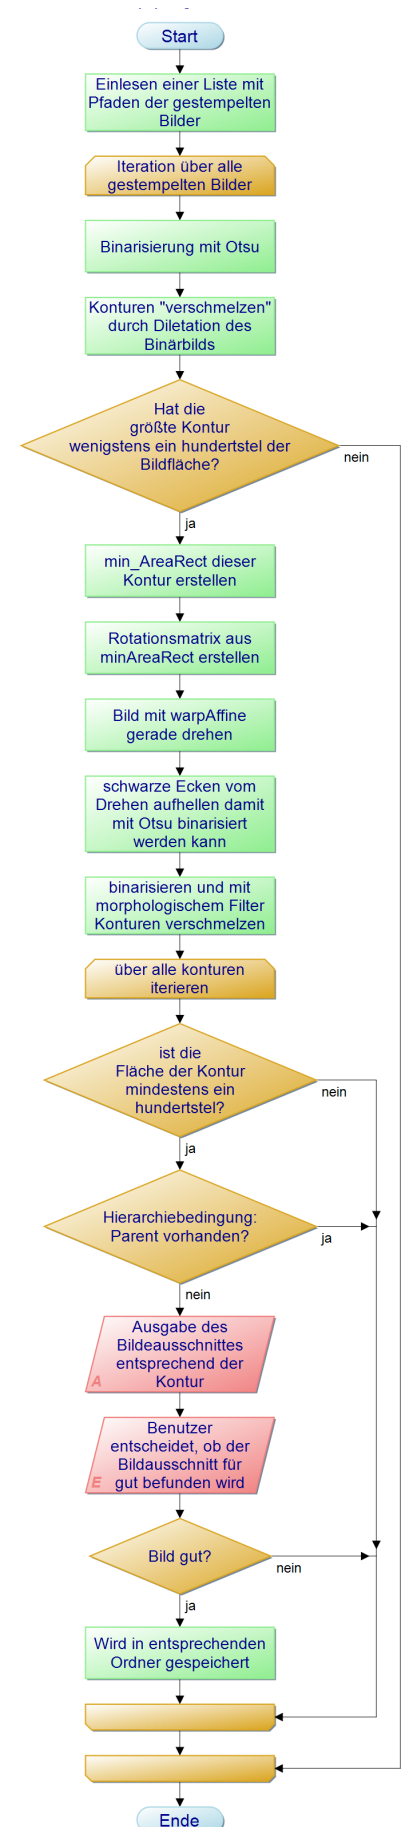 Start
Einlesen einer Liste mit
Pfaden der gestempelten
Bilder
Iteration über alle
gestempelten Bilder
Binarisierung mit Otsu
Konturen "verschmelzen"
durch Diletation des
Binärbilds
Hat die
größte Kontur
wenigstens ein hundertstel der
Bildfläche?
nein
ja
min_AreaRect dieser
Kontur erstellen
Rotationsmatrix aus
minAreaRect erstellen
Bild mit warpAffine
gerade drehen
schwarze Ecken vom
Drehen aufhellen damit
mit Otsu binarisiert
werden kann
binarisieren und mit
morphologischem Filter
Konturen verschmelzen
über alle konturen
iterieren
ist die
Fläche der Kontur
mindestens ein
hundertstel?
nein
ja
Hierarchiebedingung:
Parent vorhanden?
ja
nein
Ausgabe des
Bildeausschnittes
entsprechend der
Kontur
A
Benutzer
entscheidet, ob der
Bildausschnitt für
gut befunden wird
E
Bild gut?
nein
ja
Wird in entsprechenden
Ordner gespeichert
Ende